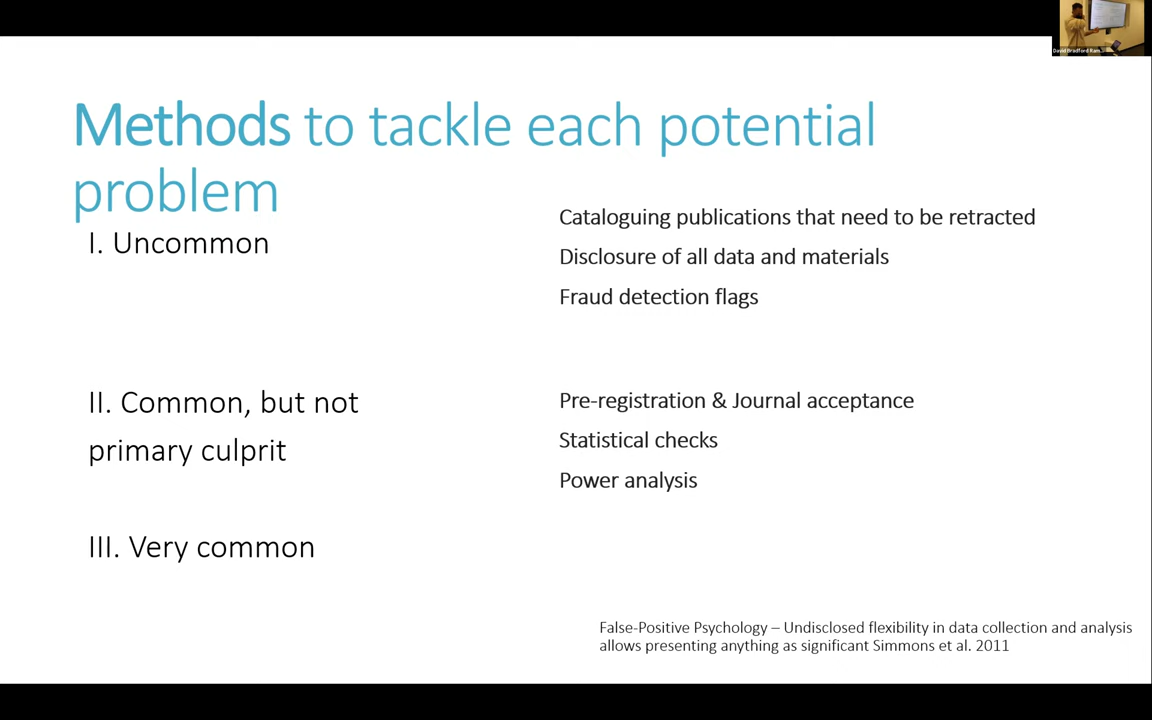 David Bradford Ram...
Methods to tackle each potential
problem
I. Uncommon
Cataloguing publications that need to be retracted
Disclosure of all data and materials
Fraud detection flags
II. Common, but not
primary culprit
Pre-registration & Journal acceptance
Statistical checks
Power analysis
III. Very common
False-Positive Psychology – Undisclosed flexibility in data collection and analysis
allows presenting anything as significant Simmons et al. 2011